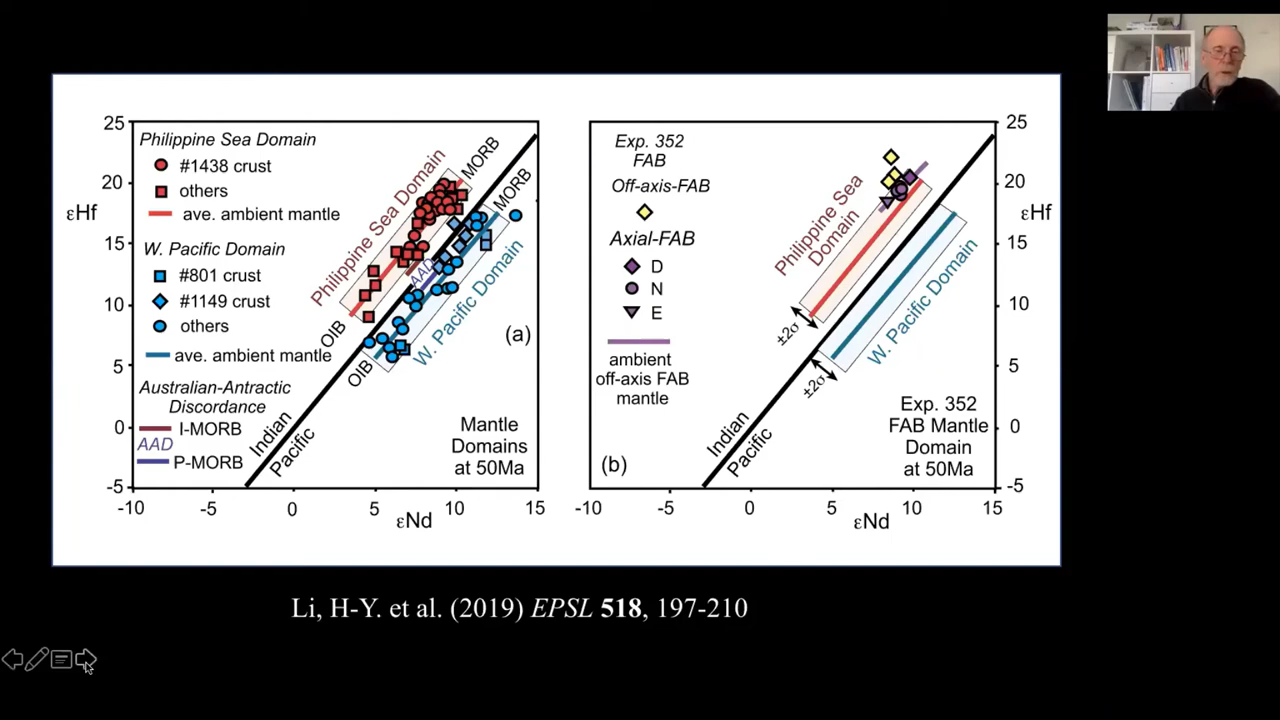 25
20
εHf
15
10
5
0
-5
-10
-5
0
5
10
15
εNd
Philippine Sea Domain
#1438 crust
others
ave. ambient mantle
W. Pacific Domain
#801 crust
#1149 crust
others
ave. ambient mantle
Australian-Antarctic
Discordance
I-MORB
AAD
P-MORB
Philippine Sea Domain
MORB
MORB
AAD
W. Pacific Domain
OIB
OIB
Indian
Pacific
(a)
Mantle
Domains
at 50Ma
Exp. 352
FAB
Off-axis-FAB
Axial-FAB
D
N
E
ambient
off-axis FAB
mantle
Philippine Sea
Domain
W. Pacific Domain
±2σ
±2σ
Indian
Pacific
(b)
Exp. 352
FAB Mantle
Domain
at 50Ma
25
20
εHf
15
10
5
0
-5
-10
-5
0
5
10
15
εNd
Li, H-Y. et al. (2019) EPSL 518, 197-210